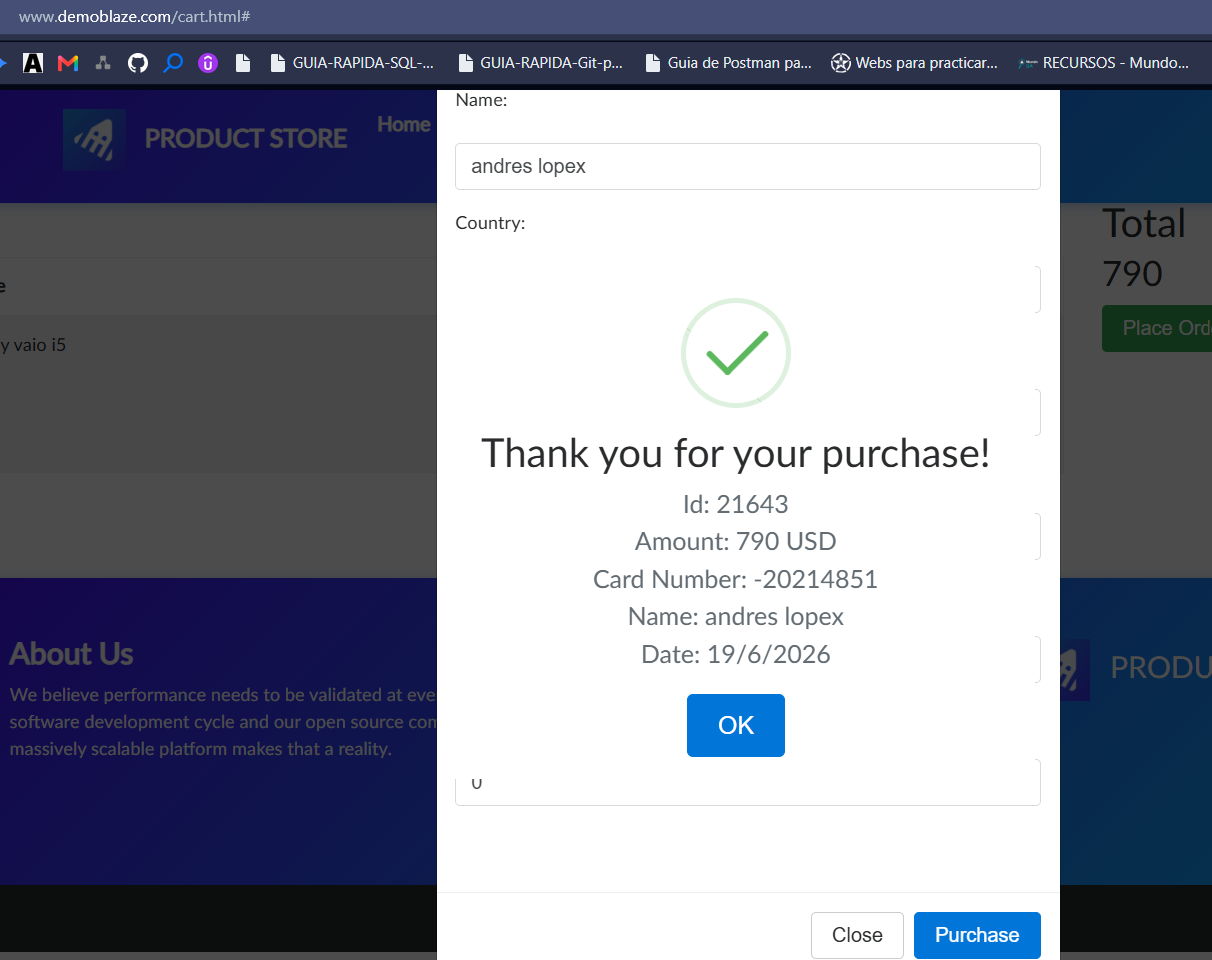 www.demoblaze.com/cart.html#
GUIA-RAPIDA-SQL-...
GUIA-RAPIDA-Git-p...
Guia de Postman pa...
Webs para practicar...
RECURSOS - Mundo...
PRODUCT STORE
Home
Name:
andres lopex
Country:
Total
790
Place Ord
e
y vaio i5
Thank you for your purchase!
Id: 21643
Amount: 790 USD
Card Number: -20214851
Name: andres lopex
Date: 19/6/2026
OK
0
About Us
We believe performance needs to be validated at eve
software development cycle and our open source com
massively scalable platform makes that a reality.
PRODU
Close
Purchase